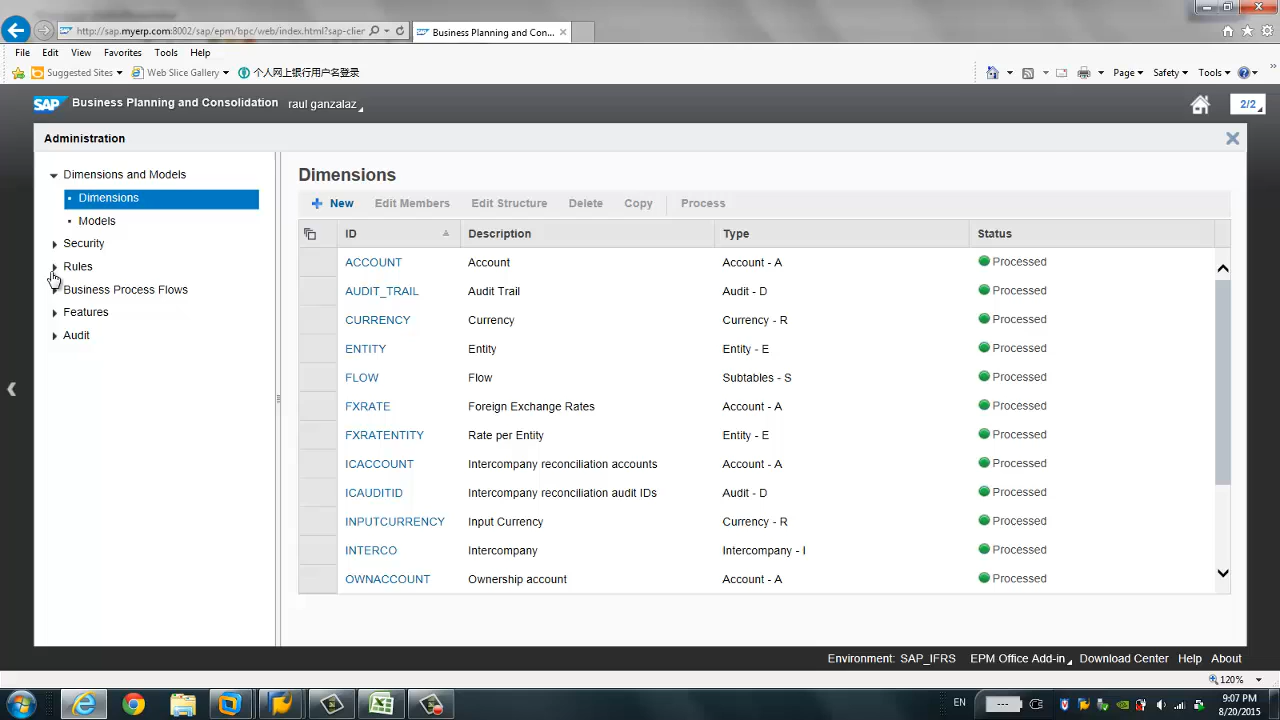 http://sap.myerp.com:8002/sap/epm/bpc/web/index.html?sap-clier
Business Planning and Con...
File Edit View Favorites Tools Help
Suggested Sites Web Slice Gallery 个人网上银行用户名登录
Page Safety Tools
SAP Business Planning and Consolidation raul ganzalaz
2/2
Administration
Dimensions and Models
Dimensions
Models
Security
Rules
Business Process Flows
Features
Audit
Dimensions
New Edit Members Edit Structure Delete Copy Process
ID Description Type Status
ACCOUNT Account Account - A Processed
AUDIT_TRAIL Audit Trail Audit - D Processed
CURRENCY Currency Currency - R Processed
ENTITY Entity Entity - E Processed
FLOW Flow Subtables - S Processed
FXRATE Foreign Exchange Rates Account - A Processed
FXRATENTITY Rate per Entity Entity - E Processed
ICACCOUNT Intercompany reconciliation accounts Account - A Processed
ICAUDITID Intercompany reconciliation audit IDs Audit - D Processed
INPUTCURRENCY Input Currency Currency - R Processed
INTERCO Intercompany Intercompany - I Processed
OWNACCOUNT Ownership account Account - A Processed
Environment: SAP_IFRS EPM Office Add-in Download Center Help About
120%
EN
9:07 PM
8/20/2015